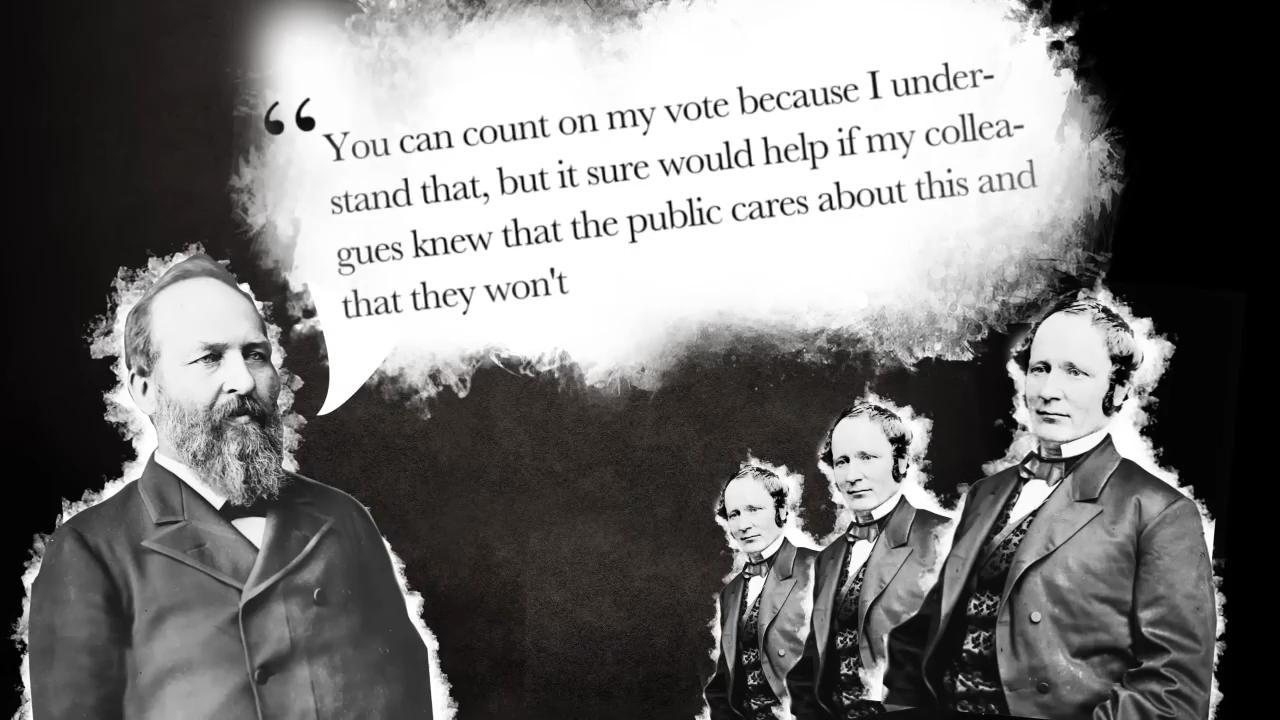 “You can count on my vote because I under-
stand that, but it sure would help if my collea-
gues knew that the public cares about this and
that they won't